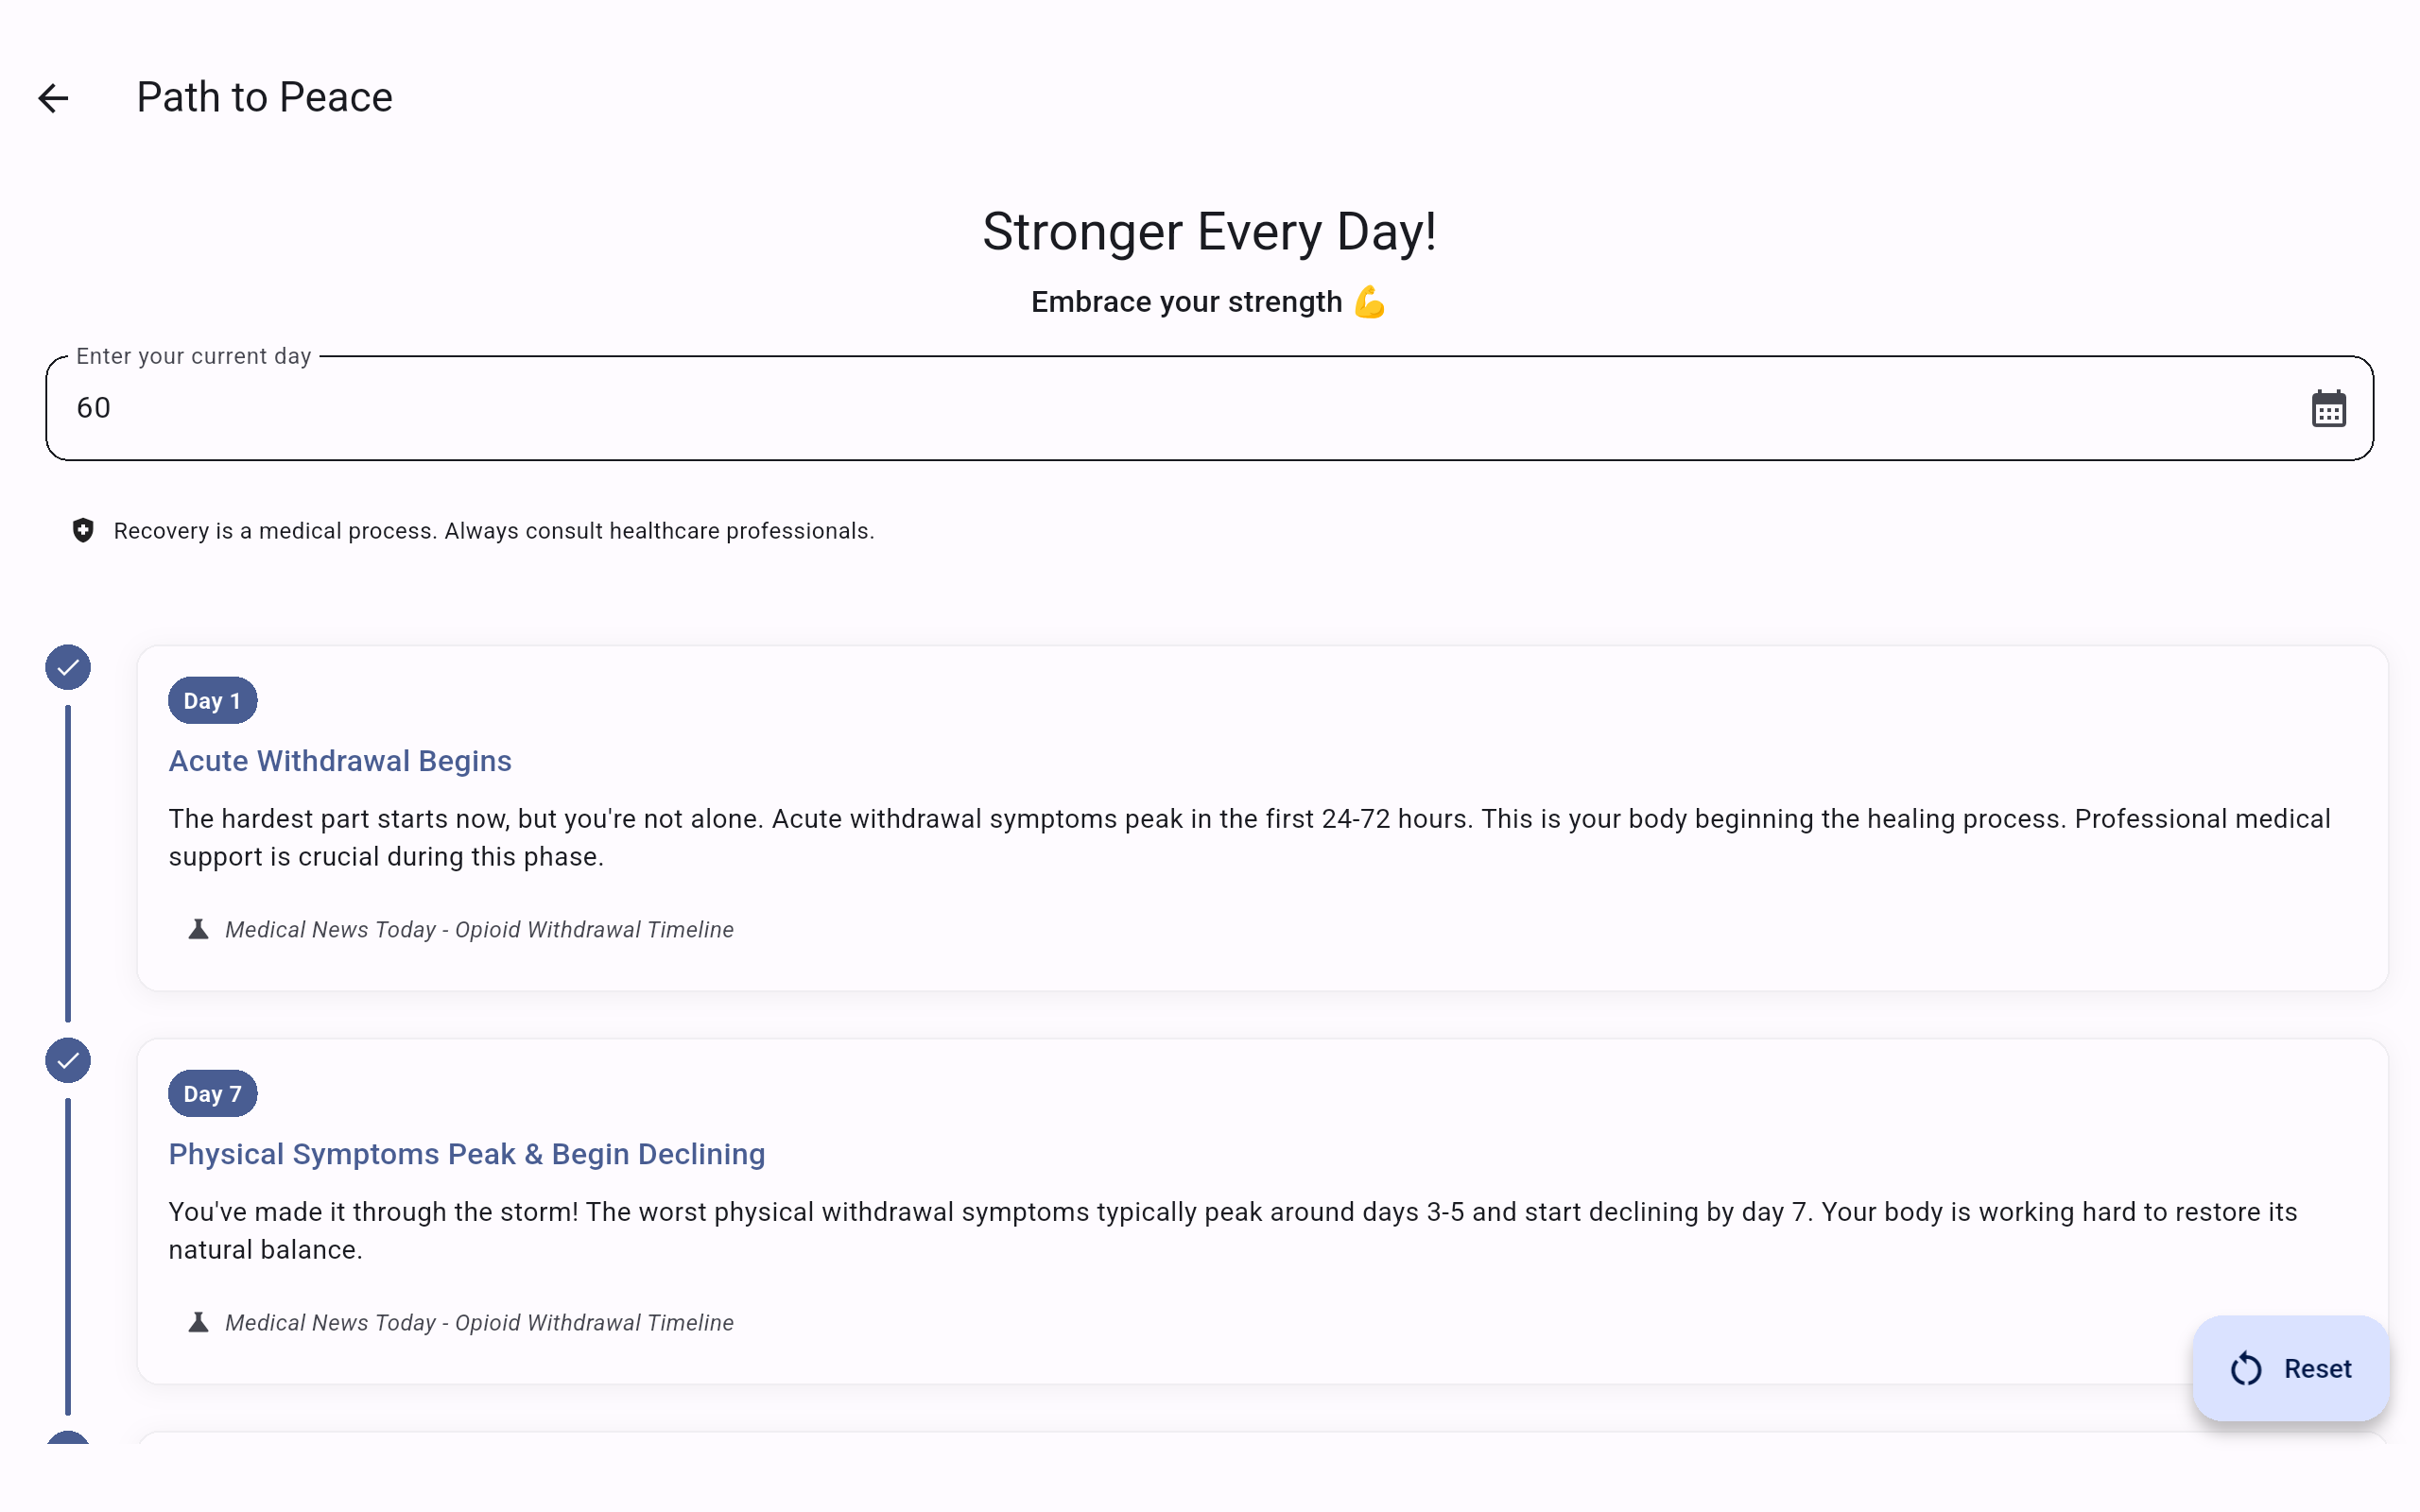 Path to Peace
Stronger Every Day!
Embrace your strength 💪
Enter your current day
60
Recovery is a medical process. Always consult healthcare professionals.
Day 1
Acute Withdrawal Begins
The hardest part starts now, but you're not alone. Acute withdrawal symptoms peak in the first 24-72 hours. This is your body beginning the healing process. Professional medical
support is crucial during this phase.
Medical News Today - Opioid Withdrawal Timeline
Day 7
Physical Symptoms Peak & Begin Declining
You've made it through the storm! The worst physical withdrawal symptoms typically peak around days 3-5 and start declining by day 7. Your body is working hard to restore its
natural balance.
Medical News Today - Opioid Withdrawal Timeline
Reset